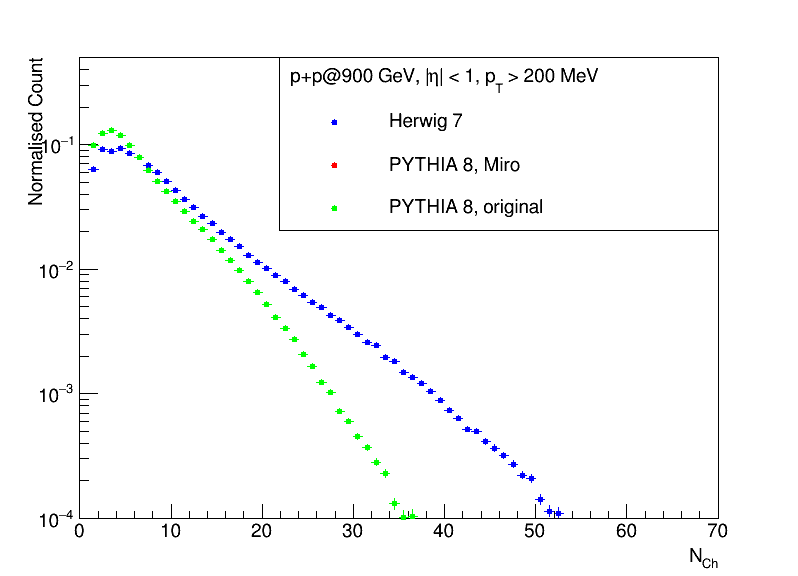 p+p@900 GeV, |η| < 1, p_T > 200 MeV
Herwig 7
PYTHIA 8, Miro
PYTHIA 8, original
Normalised Count
10^−1
10^−2
10^−3
10^−4
0 10 20 30 40 50 60 70
N_Ch